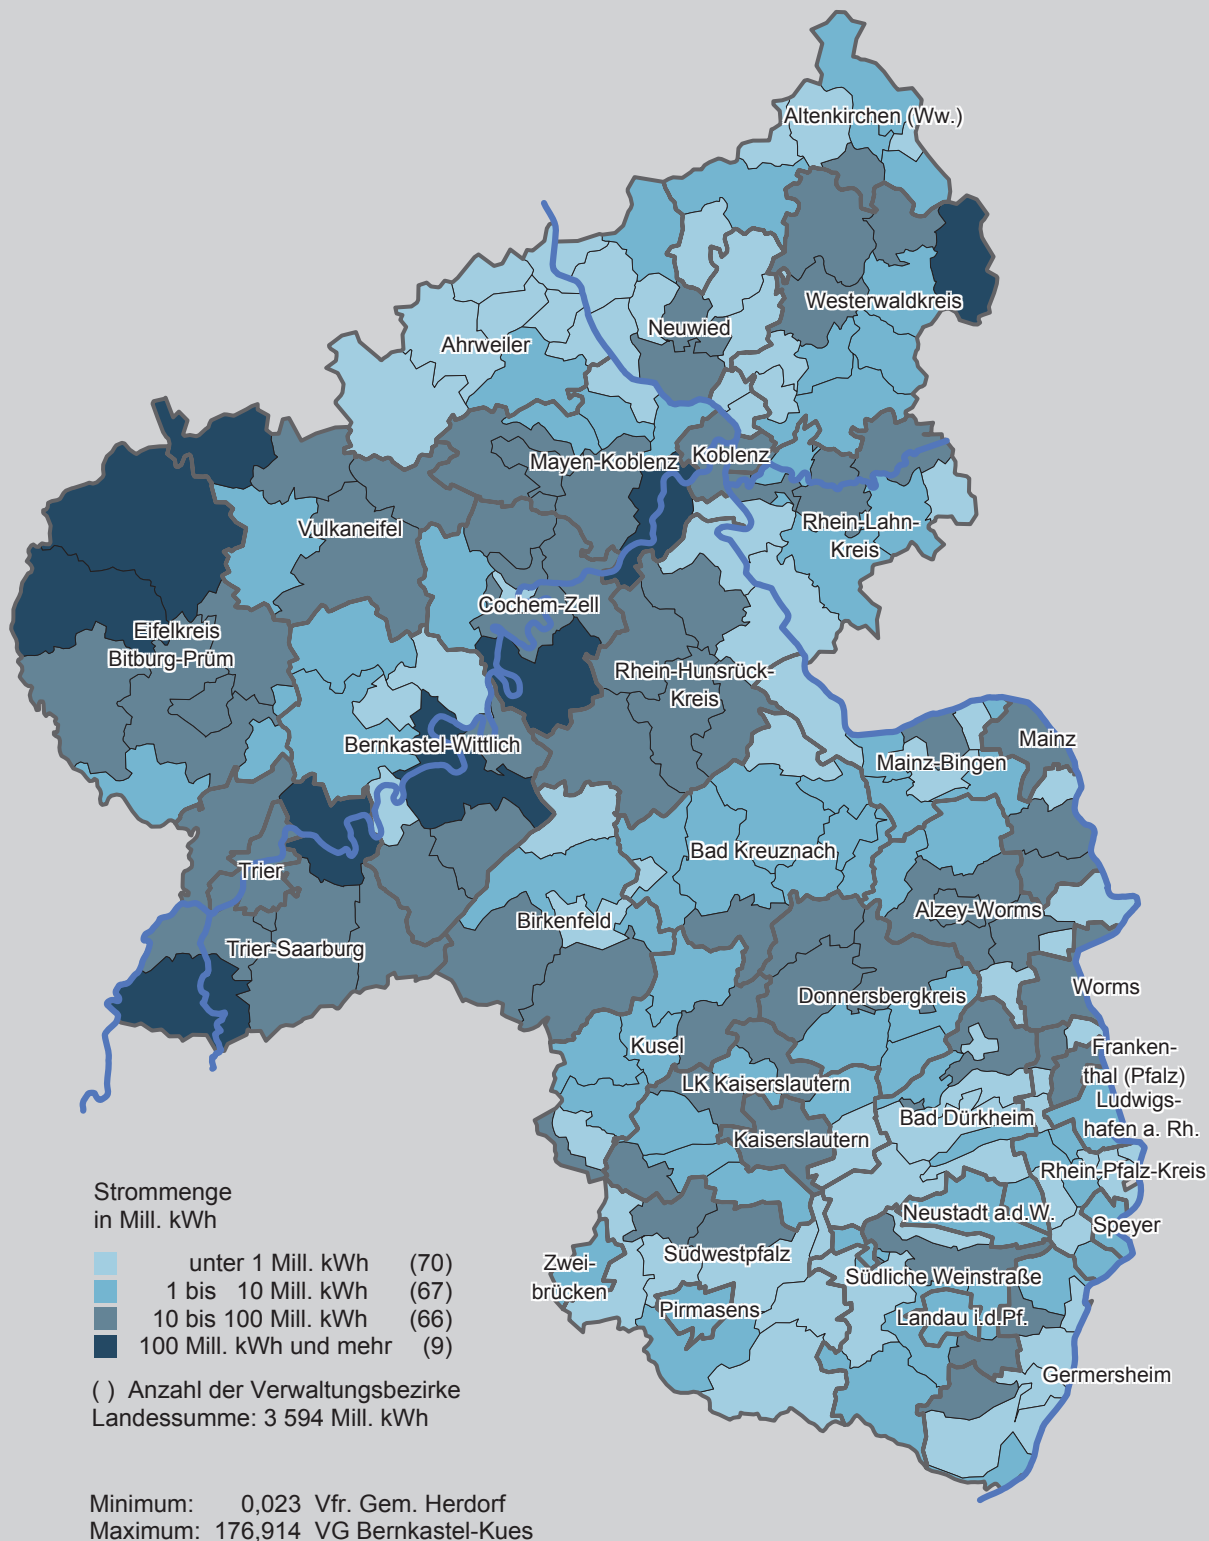 Altenkirchen (Ww.)
Westerwaldkreis
Neuwied
Ahrweiler
Mayen-Koblenz
Koblenz
Vulkaneifel
Rhein-Lahn-
Kreis
Cochem-Zell
Eifelkreis
Bitburg-Prüm
Rhein-Hunsrück-
Kreis
Bernkastel-Wittlich
Mainz
Mainz-Bingen
Bad Kreuznach
Trier
Birkenfeld
Alzey-Worms
Trier-Saarburg
Donnersbergkreis
Worms
Kusel
Franken-
thal (Pfalz)
LK Kaiserslautern
Ludwigs-
hafen a. Rh.
Bad Dürkheim
Kaiserslautern
Rhein-Pfalz-Kreis
Neustadt a.d.W.
Speyer
Südwestpfalz
Zwei-
brücken
Südliche Weinstraße
Pirmasens
Landau i.d.Pf.
Germersheim
Strommenge
in Mill. kWh
unter 1 Mill. kWh (70)
1 bis 10 Mill. kWh (67)
10 bis 100 Mill. kWh (66)
100 Mill. kWh und mehr (9)
( ) Anzahl der Verwaltungsbezirke
Landessumme: 3 594 Mill. kWh
Minimum: 0,023 Vfr. Gem. Herdorf
Maximum: 176,914 VG Bernkastel-Kues